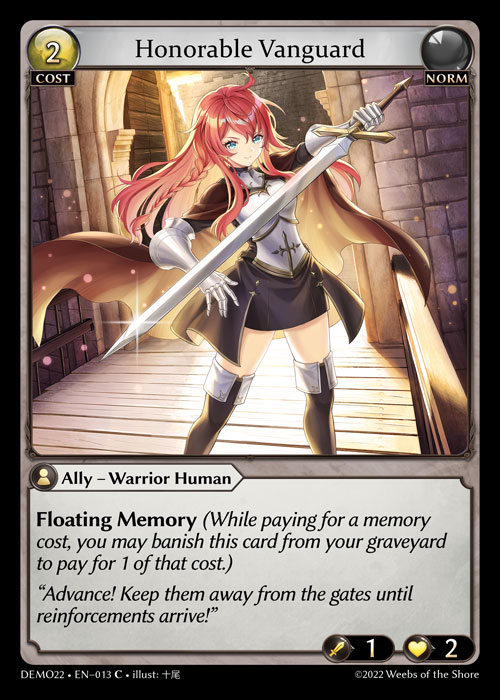 2
Honorable Vanguard
COST
NORM
Ally – Warrior Human
Floating Memory (While paying for a memory
cost, you may banish this card from your graveyard
to pay for 1 of that cost.)
“Advance! Keep them away from the gates until
reinforcements arrive!”
1
2
DEMO22 • EN–013 C • illust: 十尾
©2022 Weebs of the Shore